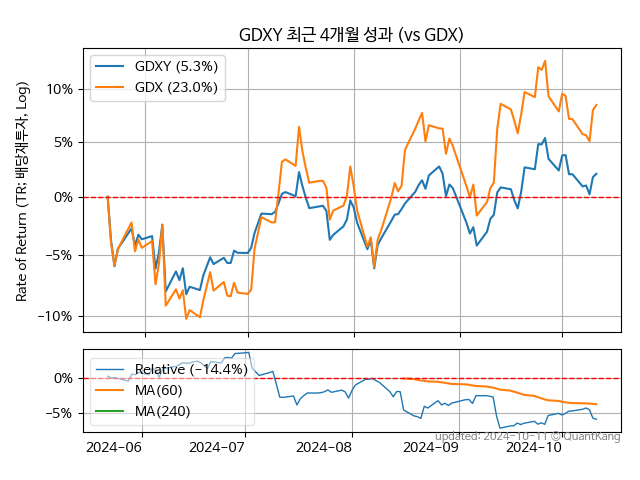 GDXY 최근 4개월 성과 (vs GDX)
Rate of Return (TR: 배당재투자, Log)
GDXY (5.3%)
GDX (23.0%)
10%
5%
0%
−5%
−10%
Relative (−14.4%)
MA(60)
MA(240)
0%
−5%
updated: 2024-10-11 © QuantKang
2024-06
2024-07
2024-08
2024-09
2024-10